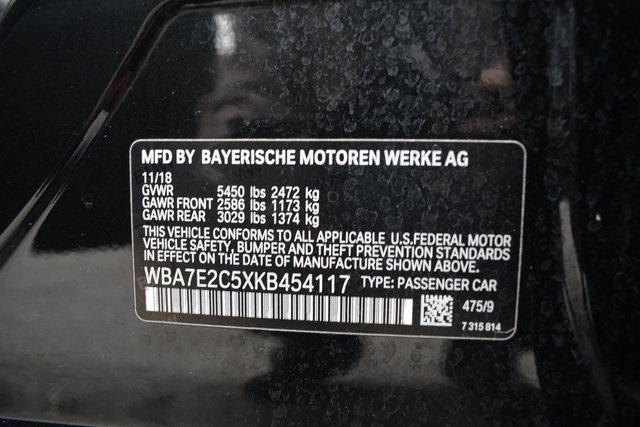 MFD BY BAYERISCHE MOTOREN WERKE AG
11/18
GVWR 5450 lbs 2472 kg
GAWR FRONT 2586 lbs 1173 kg
GAWR REAR 3029 lbs 1374 kg
THIS VEHICLE CONFORMS TO ALL APPLICABLE U.S.FEDERAL MOTOR
VEHICLE SAFETY, BUMPER AND THEFT PREVENTION STANDARDS
IN EFFECT ON THE DATE OF MANUFACTURE SHOWN ABOVE.
WBA7E2C5XKB454117 TYPE: PASSENGER CAR
475/9
7 315 814